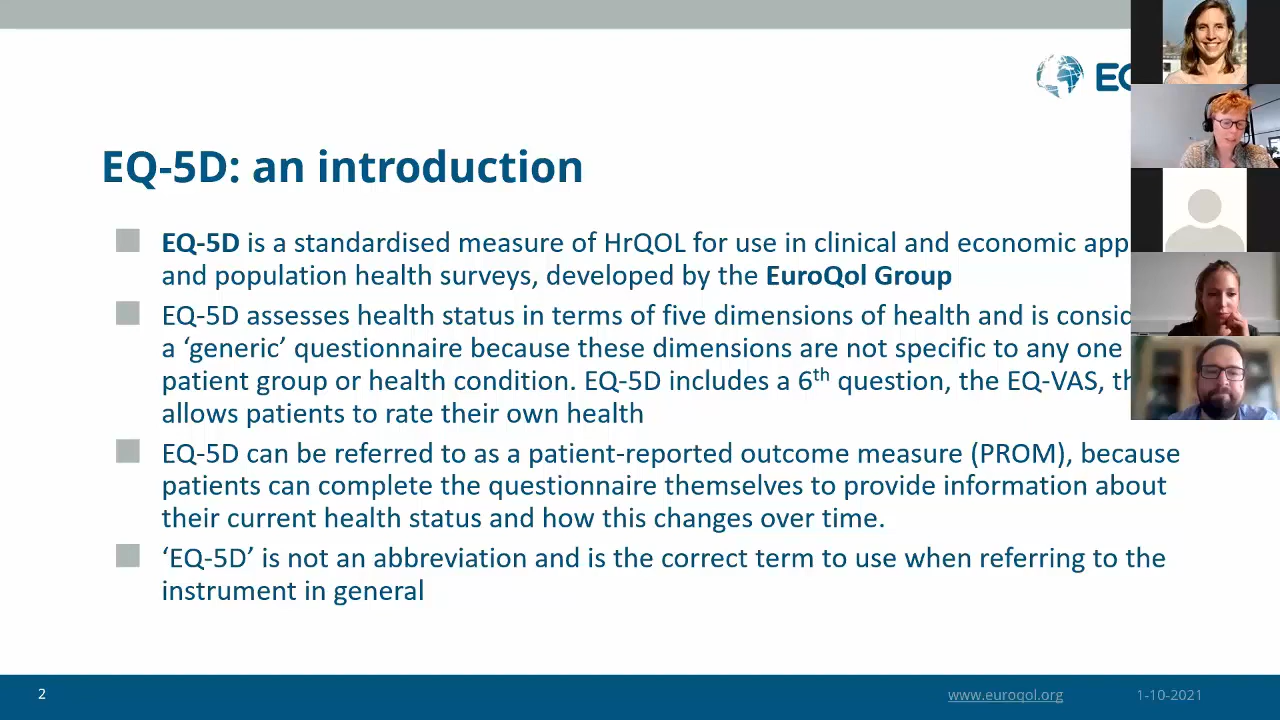 EQ-5D: an introduction
EQ-5D is a standardised measure of HrQOL for use in clinical and economic
and population health surveys, developed by the EuroQol Group
EQ-5D assesses health status in terms of five dimensions of health and is
a ‘generic’ questionnaire because these dimensions are not specific to any one
patient group or health condition. EQ-5D includes a 6th question, the EQ-VAS,
allows patients to rate their own health
EQ-5D can be referred to as a patient-reported outcome measure (PROM), because
patients can complete the questionnaire themselves to provide information about
their current health status and how this changes over time.
‘EQ-5D’ is not an abbreviation and is the correct term to use when referring to the
instrument in general
2
www.euroqol.org
1-10-2021